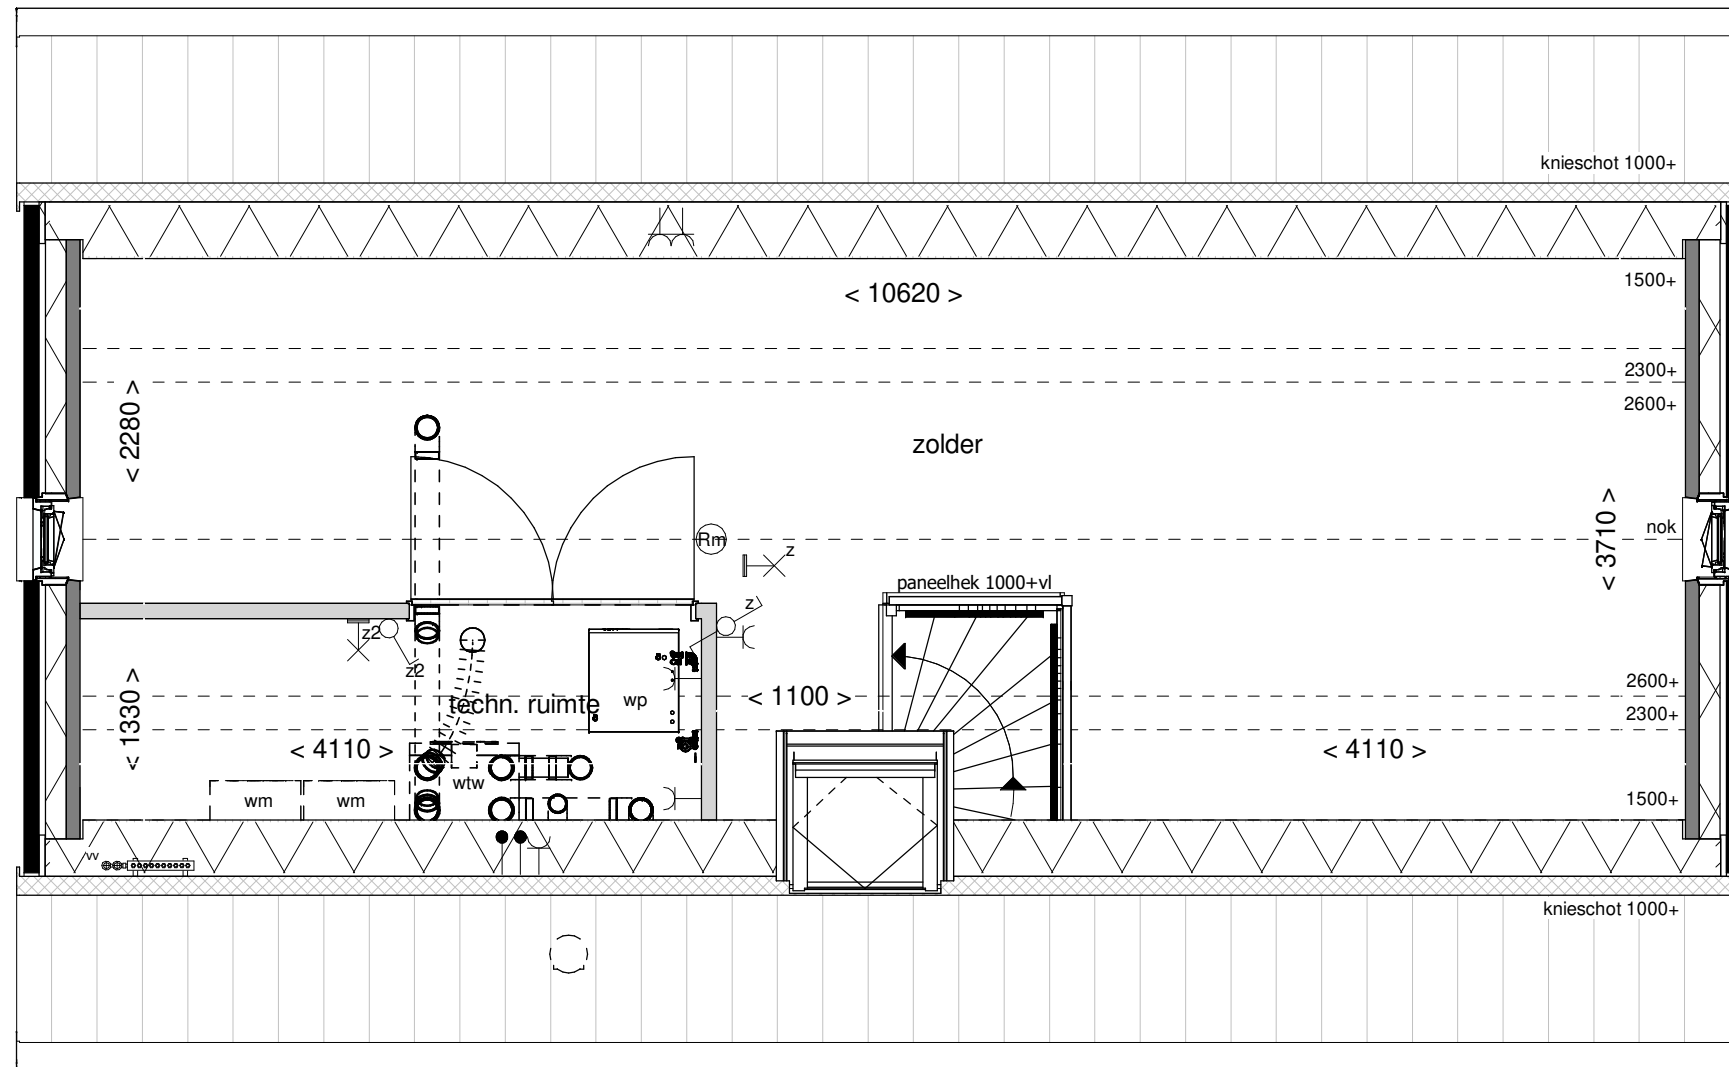 knieschot 1000+
1500+
< 10620 >
2300+
2600+
< 2280 >
zolder
nok
< 3710 >
Rm
z
paneelhek 1000+vl
z
z2
z2
2600+
< 1330 >
techn. ruimte
wp
< 1100 >
2300+
< 4110 >
< 4110 >
wtw
wm
wm
1500+
vv
knieschot 1000+